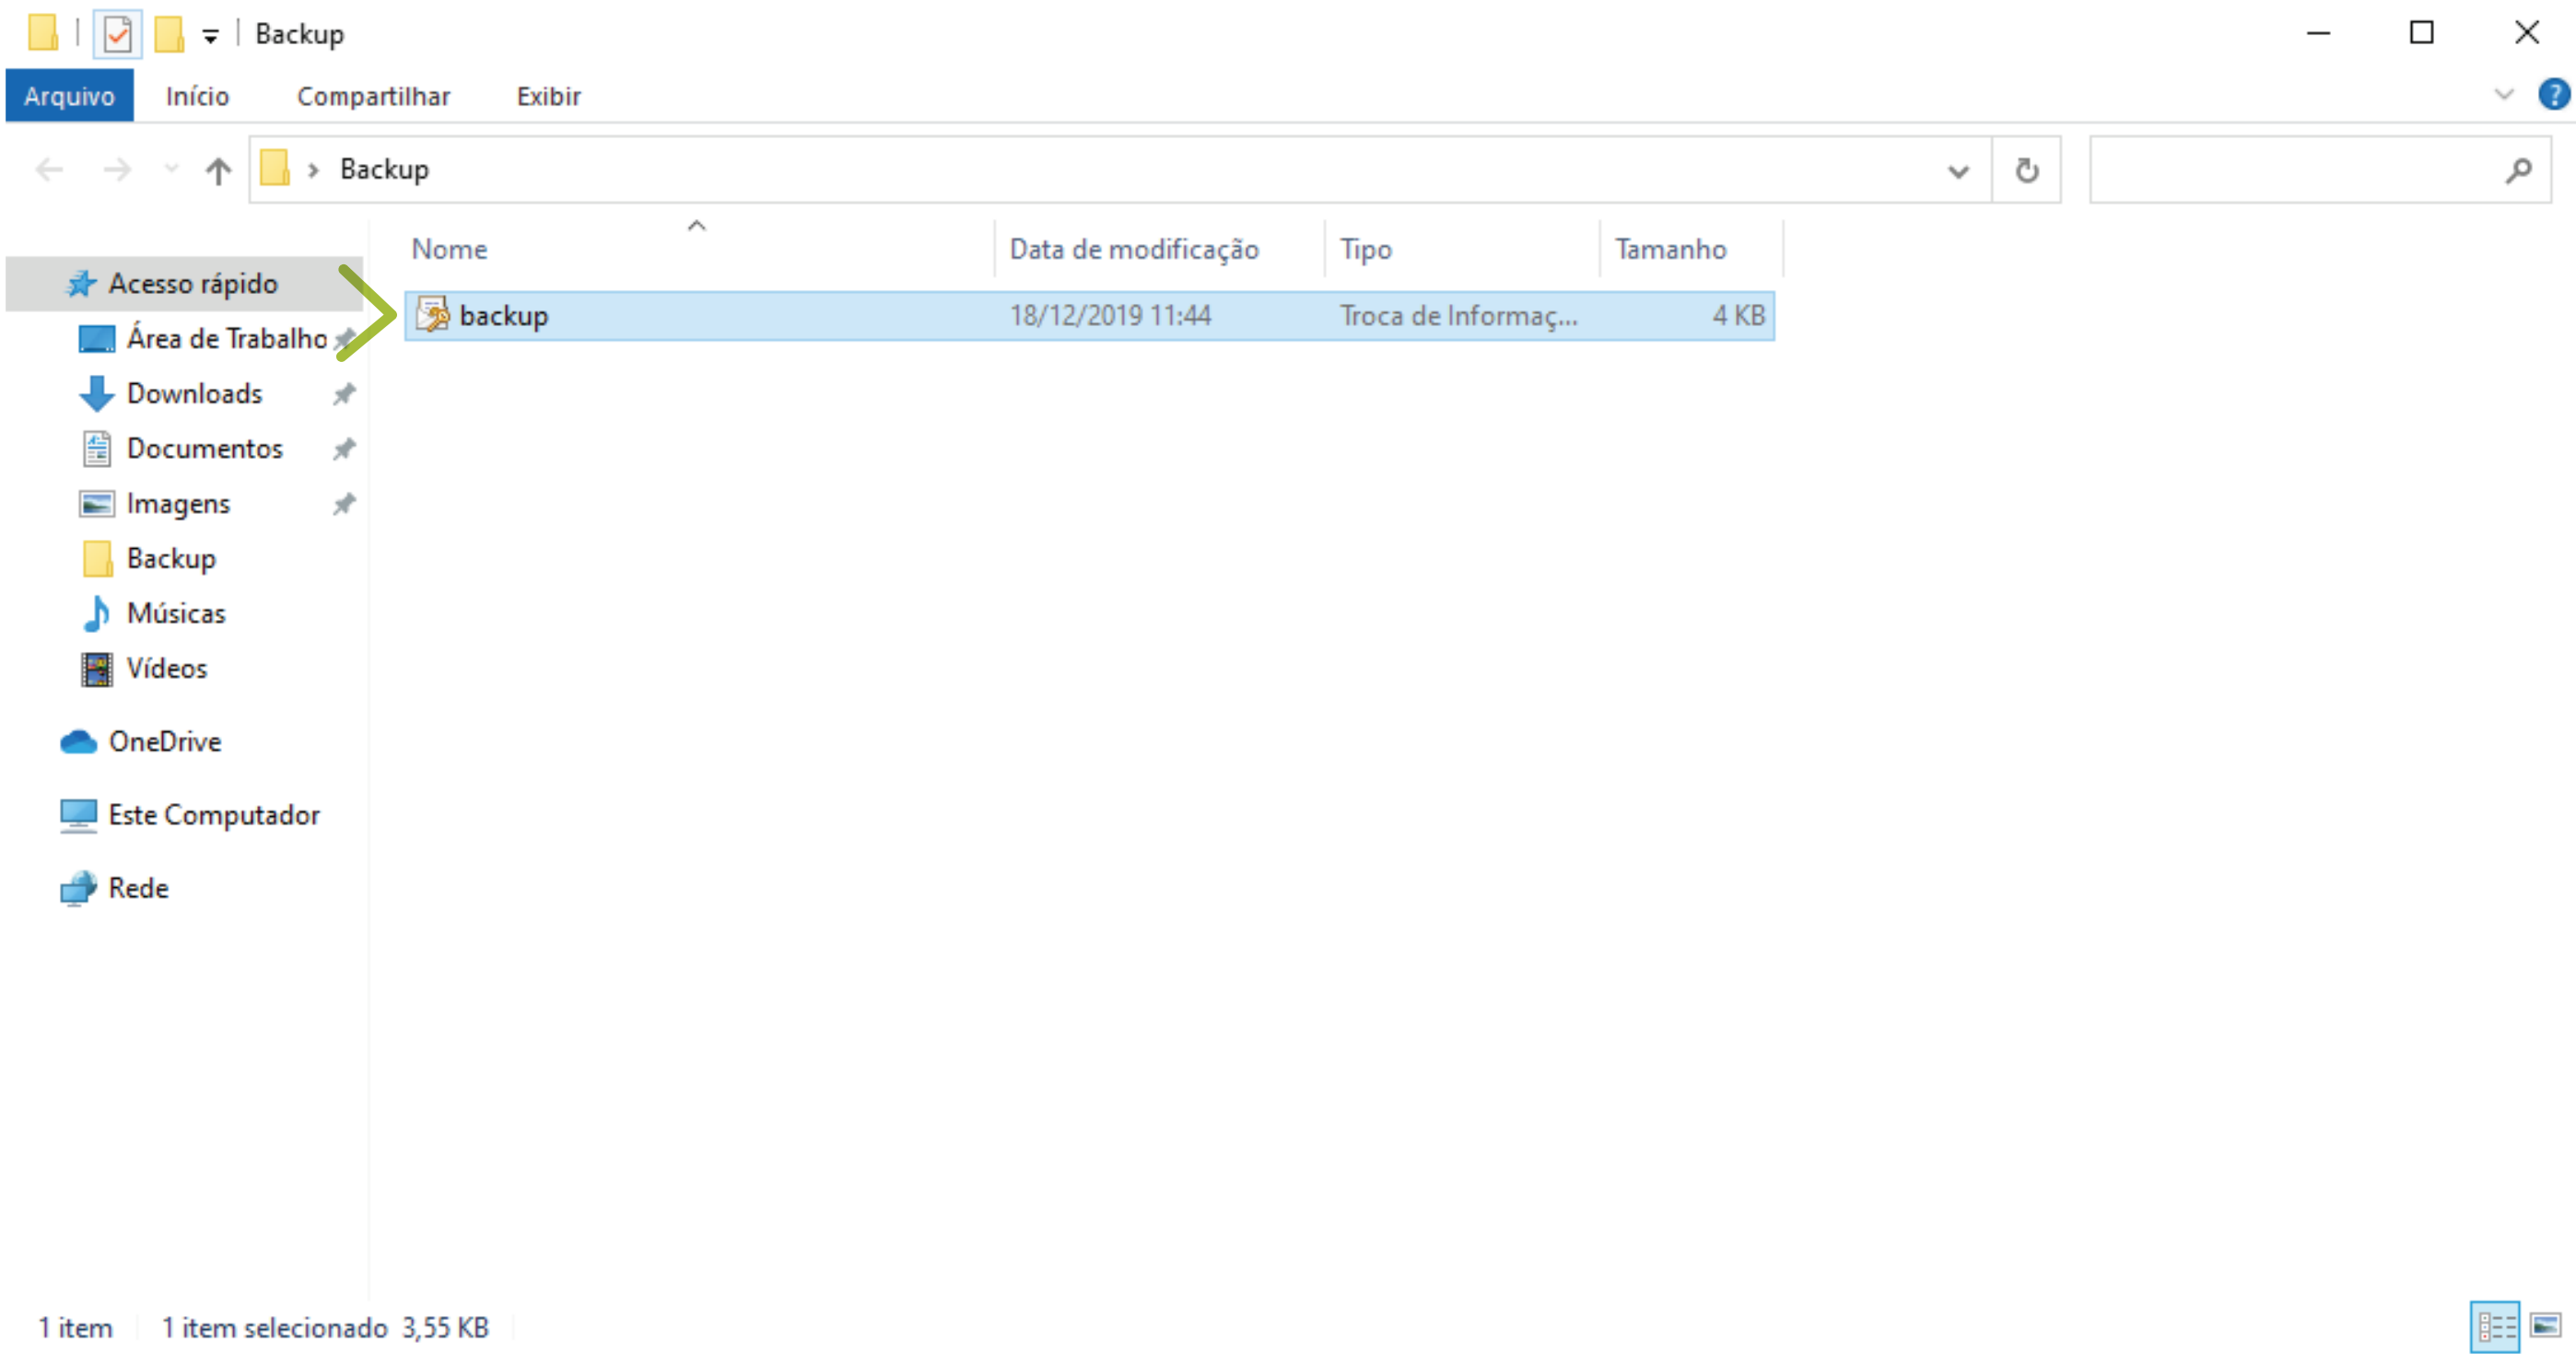 Backup
Arquivo Início Compartilhar Exibir
Backup
Nome Data de modificação Tipo Tamanho
Acesso rápido
backup 18/12/2019 11:44 Troca de Informaç... 4 KB
Área de Trabalho
Downloads
Documentos
Imagens
Backup
Músicas
Vídeos
OneDrive
Este Computador
Rede
1 item 1 item selecionado 3,55 KB